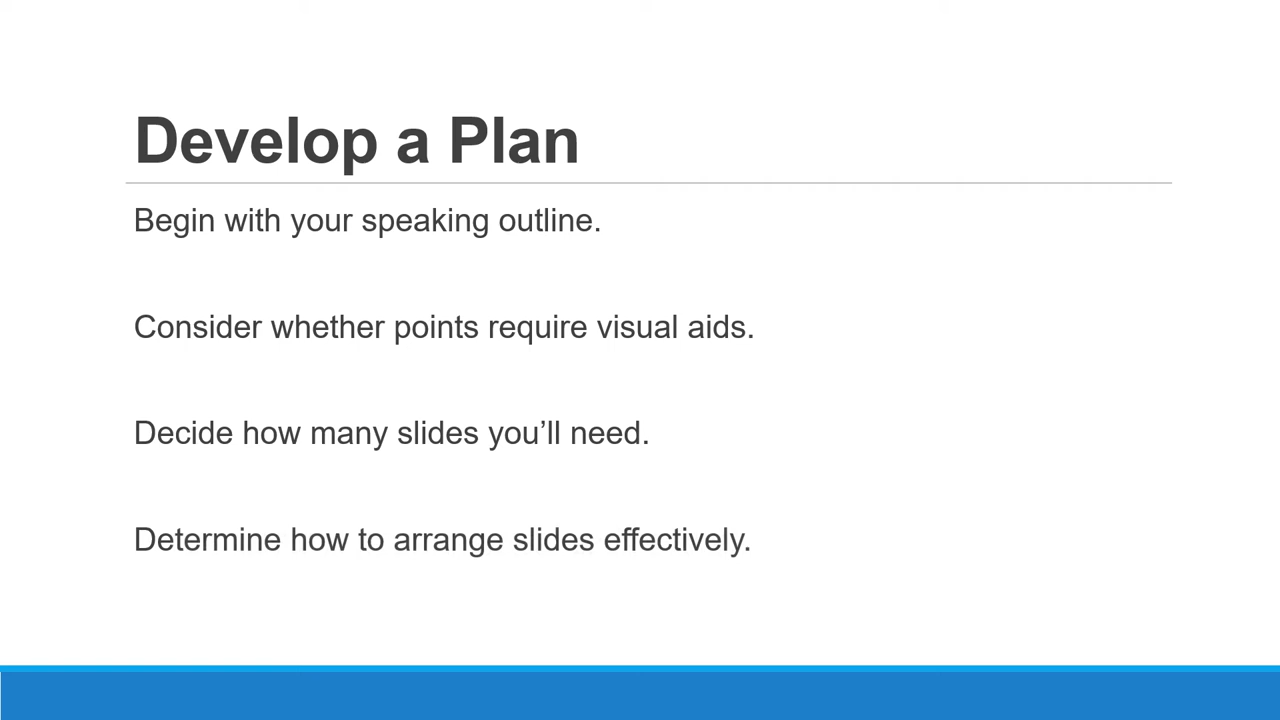 Develop a Plan
Begin with your speaking outline.
Consider whether points require visual aids.
Decide how many slides you’ll need.
Determine how to arrange slides effectively.